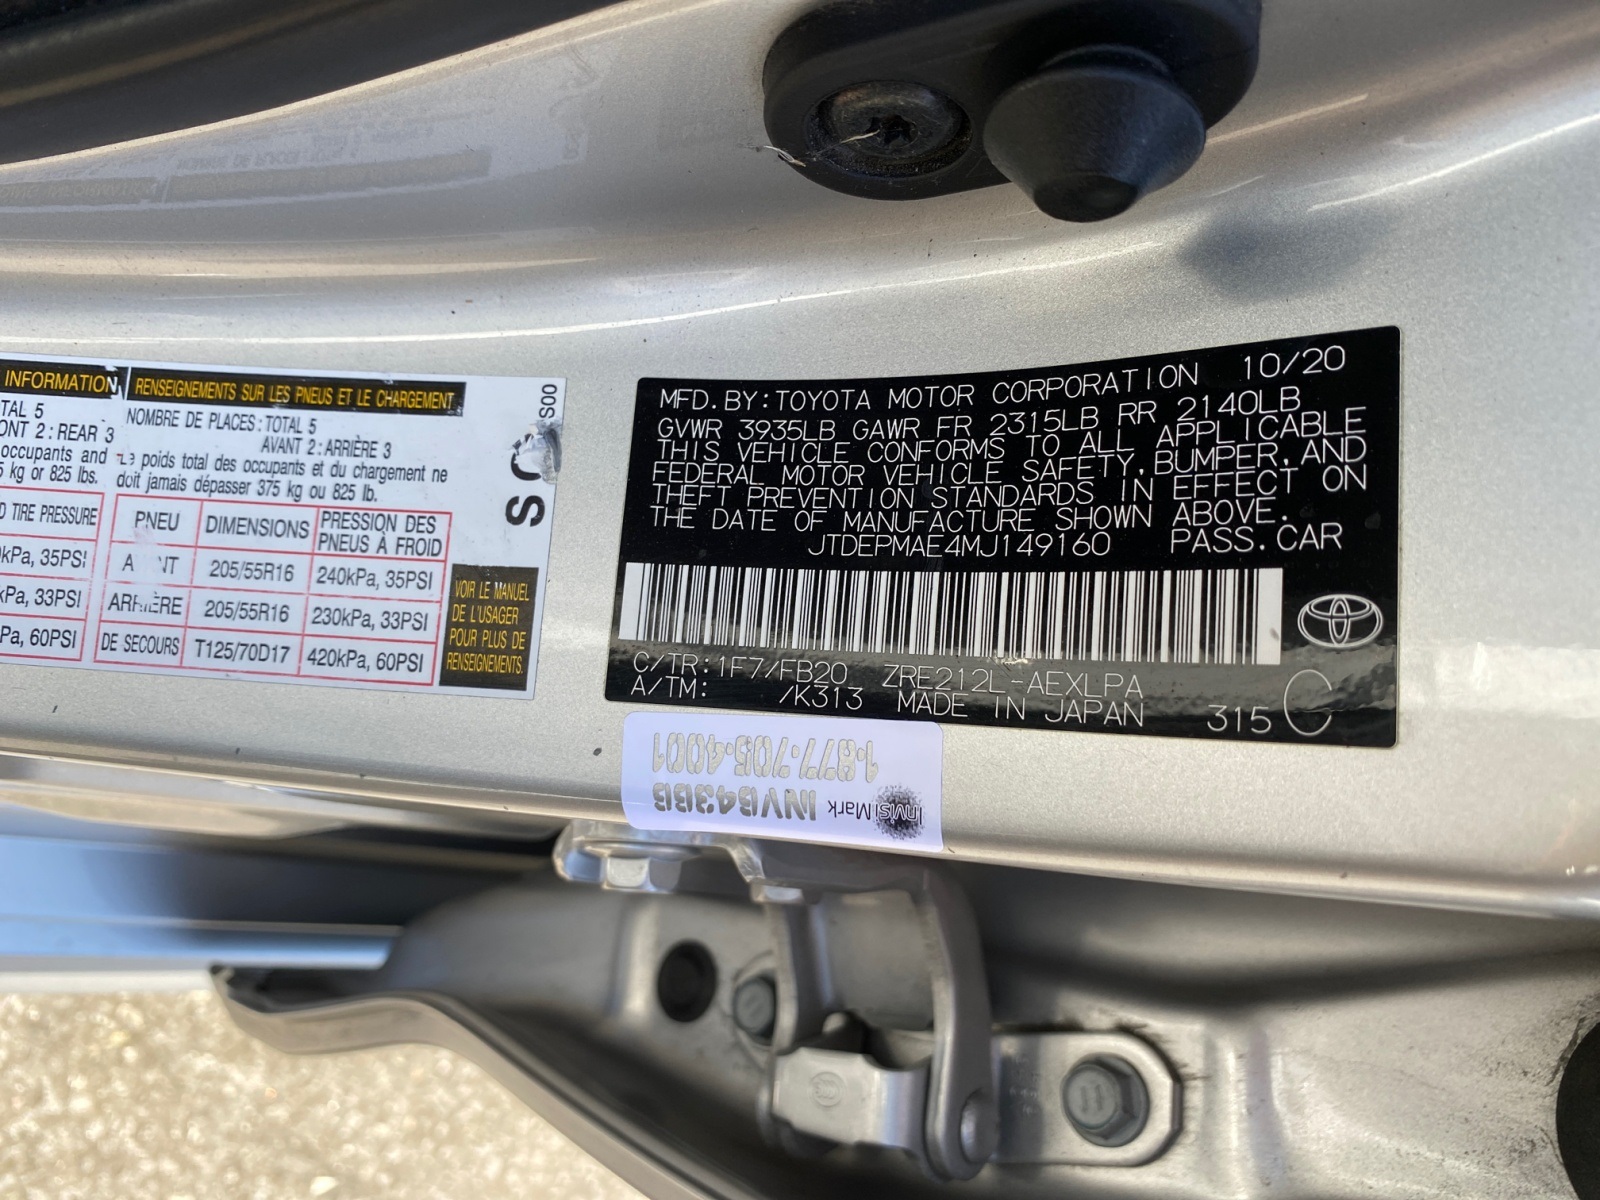 INFORMATION
TAL 5
ONT 2 : REAR 3
occupants and
5 kg or 825 lbs.
D TIRE PRESSURE
kPa, 35PSI
kPa, 33PSI
Pa, 60PSI
RENSEIGNEMENTS SUR LES PNEUS ET LE CHARGEMENT
NOMBRE DE PLACES : TOTAL 5
AVANT 2 : ARRIÈRE 3
Le poids total des occupants et du chargement ne
doit jamais dépasser 375 kg ou 825 lb.
PNEU DIMENSIONS PRESSION DES PNEUS À FROID
A NT 205/55R16 240kPa, 35PSI
ARRIÈRE 205/55R16 230kPa, 33PSI
DE SECOURS T125/70D17 420kPa, 60PSI
VOIR LE MANUEL
DE L'USAGER
POUR PLUS DE
RENSEIGNEMENTS.
S00
MFD. BY: TOYOTA MOTOR CORPORATION 10/20
GVWR 3935LB GAWR FR 2315LB RR 2140LB
THIS VEHICLE CONFORMS TO ALL APPLICABLE
FEDERAL MOTOR VEHICLE SAFETY, BUMPER, AND
THEFT PREVENTION STANDARDS IN EFFECT ON
THE DATE OF MANUFACTURE SHOWN ABOVE.
JTDEPMAE4MJ149160 PASS. CAR
C/TR: 1F7/FB20 ZRE212L-AEXLPA
A/TM: /K313 MADE IN JAPAN 315 C
InvisiMark INVB43BB
1-877-705-4001